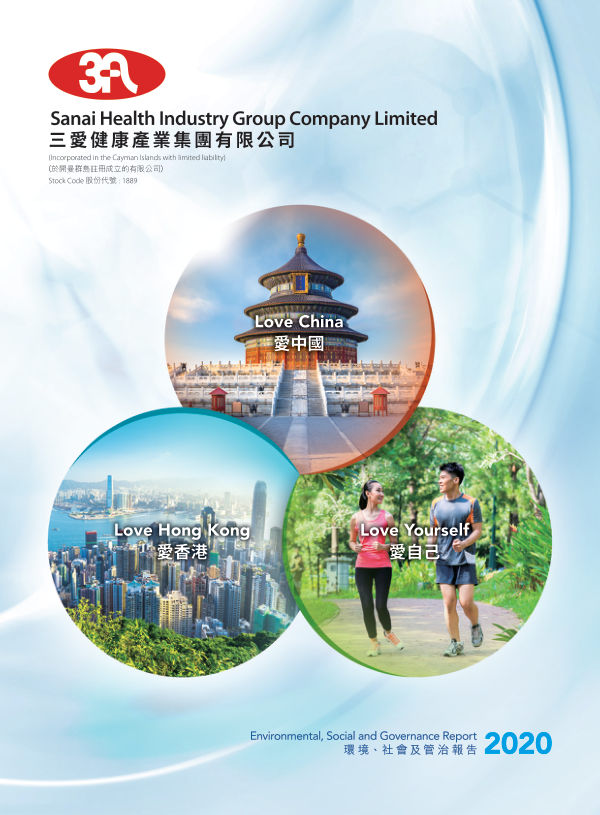 3A
Sanai Health Industry Group Company Limited
三愛健康產業集團有限公司
(Incorporated in the Cayman Islands with limited liability)
(於開曼群島註冊成立的有限公司)
Stock Code 股份代號 : 1889
Love China
愛中國
Love Hong Kong
愛香港
Love Yourself
愛自己
Environmental, Social and Governance Report
環境、社會及管治報告
2020